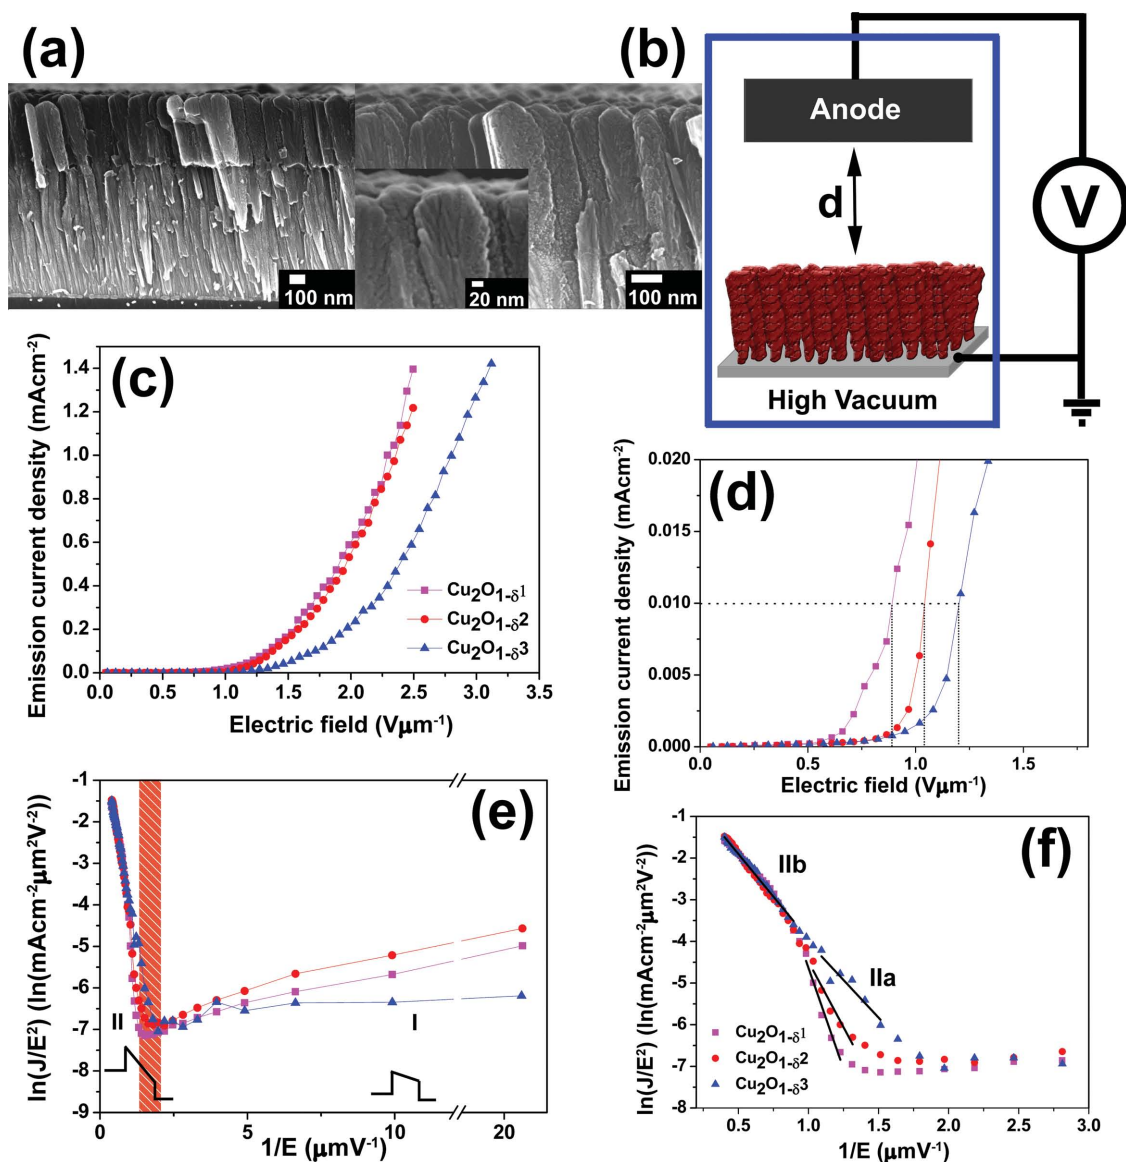 (a)
100 nm
20 nm
100 nm
(b)
Anode
d
V
High Vacuum
(c)
Emission current density (mAcm⁻²)
1.4
1.2
1.0
0.8
0.6
0.4
0.2
0.0
0.0 0.5 1.0 1.5 2.0 2.5 3.0 3.5
Electric field (Vμm⁻¹)
Cu₂O₁₋δ1
Cu₂O₁₋δ2
Cu₂O₁₋δ3
(d)
Emission current density (mAcm⁻²)
0.020
0.015
0.010
0.005
0.000
0.0 0.5 1.0 1.5
Electric field (Vμm⁻¹)
(e)
ln(J/E²) (ln(mAcm⁻²μm²V⁻²))
-1
-2
-3
-4
-5
-6
-7
-8
-9
II
I
0 5 10 20
1/E (μmV⁻¹)
(f)
ln(J/E²) (ln(mAcm⁻²μm²V⁻²))
-1
-2
-3
-4
-5
-6
-7
-8
IIb
IIa
Cu₂O₁₋δ1
Cu₂O₁₋δ2
Cu₂O₁₋δ3
0.5 1.0 1.5 2.0 2.5 3.0
1/E (μmV⁻¹)